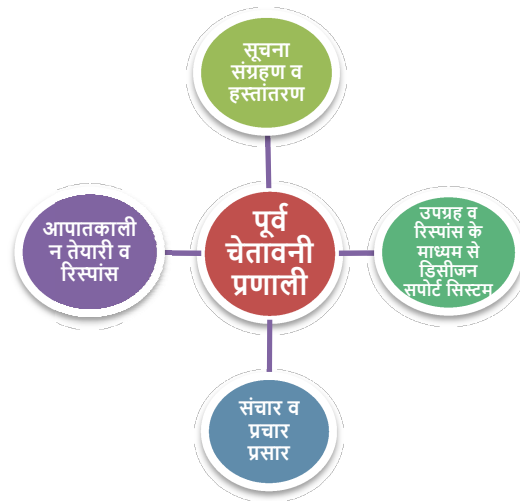 सूचना
संग्रहण व
हस्तांतरण
आपातकाली
न तेयारी व
रिस्पांस
पूर्व
चेतावनी
प्रणाली
उपग्रह व
रिस्पांस के
माध्यम से
डिसीजन
सपोर्ट सिस्टम
संचार व
प्रचार
प्रसार